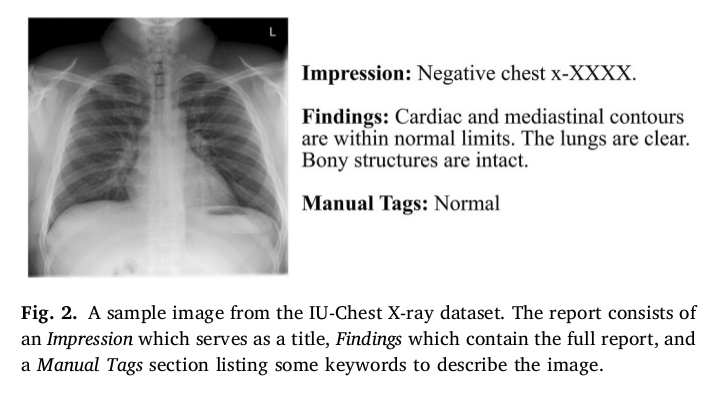 L
Impression: Negative chest x-XXXX.
Findings: Cardiac and mediastinal contours
are within normal limits. The lungs are clear.
Bony structures are intact.
Manual Tags: Normal
Fig. 2. A sample image from the IU-Chest X-ray dataset. The report consists of
an Impression which serves as a title, Findings which contain the full report, and
a Manual Tags section listing some keywords to describe the image.